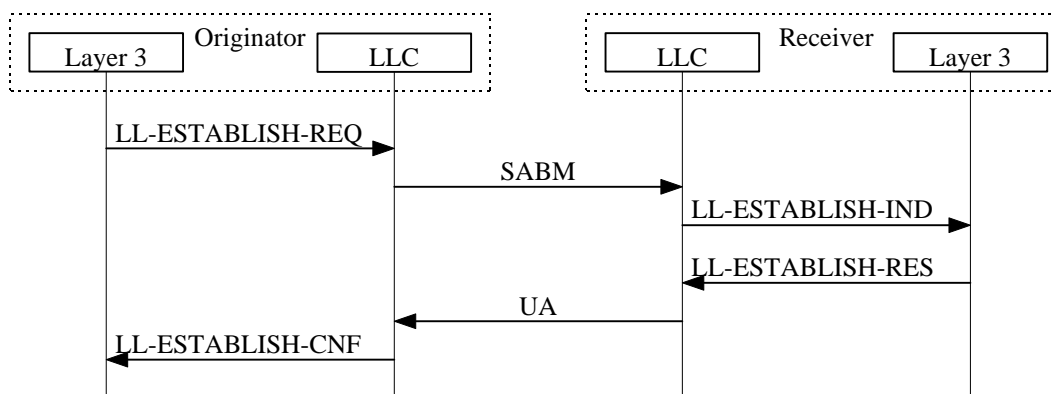 Originator
Receiver
Layer 3
LLC
LLC
Layer 3
LL-ESTABLISH-REQ
SABM
LL-ESTABLISH-IND
LL-ESTABLISH-RES
UA
LL-ESTABLISH-CNF